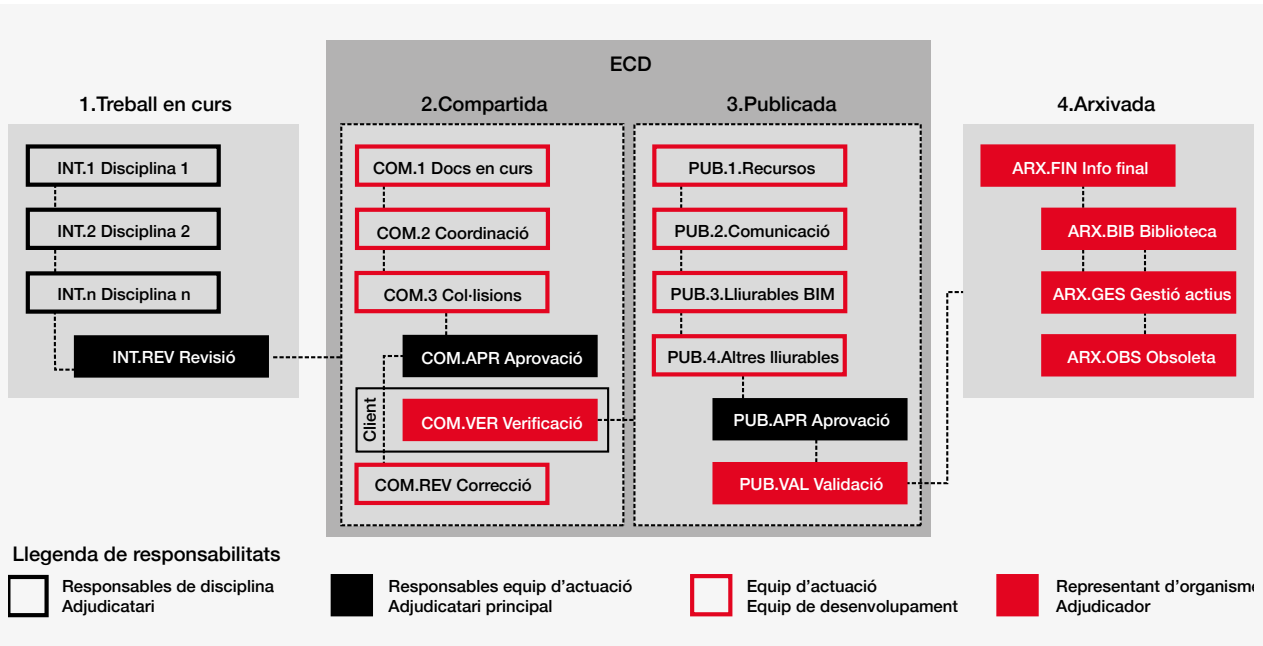 ECD
1.Treball en curs
INT.1 Disciplina 1
INT.2 Disciplina 2
INT.n Disciplina n
INT.REV Revisió
2.Compartida
COM.1 Docs en curs
COM.2 Coordinació
COM.3 Col·lisions
COM.APR Aprovació
Client
COM.VER Verificació
COM.REV Correcció
3.Publicada
PUB.1.Recursos
PUB.2.Comunicació
PUB.3.Lliurables BIM
PUB.4.Altres lliurables
PUB.APR Aprovació
PUB.VAL Validació
4.Arxivada
ARX.FIN Info final
ARX.BIB Biblioteca
ARX.GES Gestió actius
ARX.OBS Obsoleta
Llegenda de responsabilitats
Responsables de disciplina
Adjudicatari
Responsables equip d’actuació
Adjudicatari principal
Equip d’actuació
Equip de desenvolupament
Representant d’organisme
Adjudicador